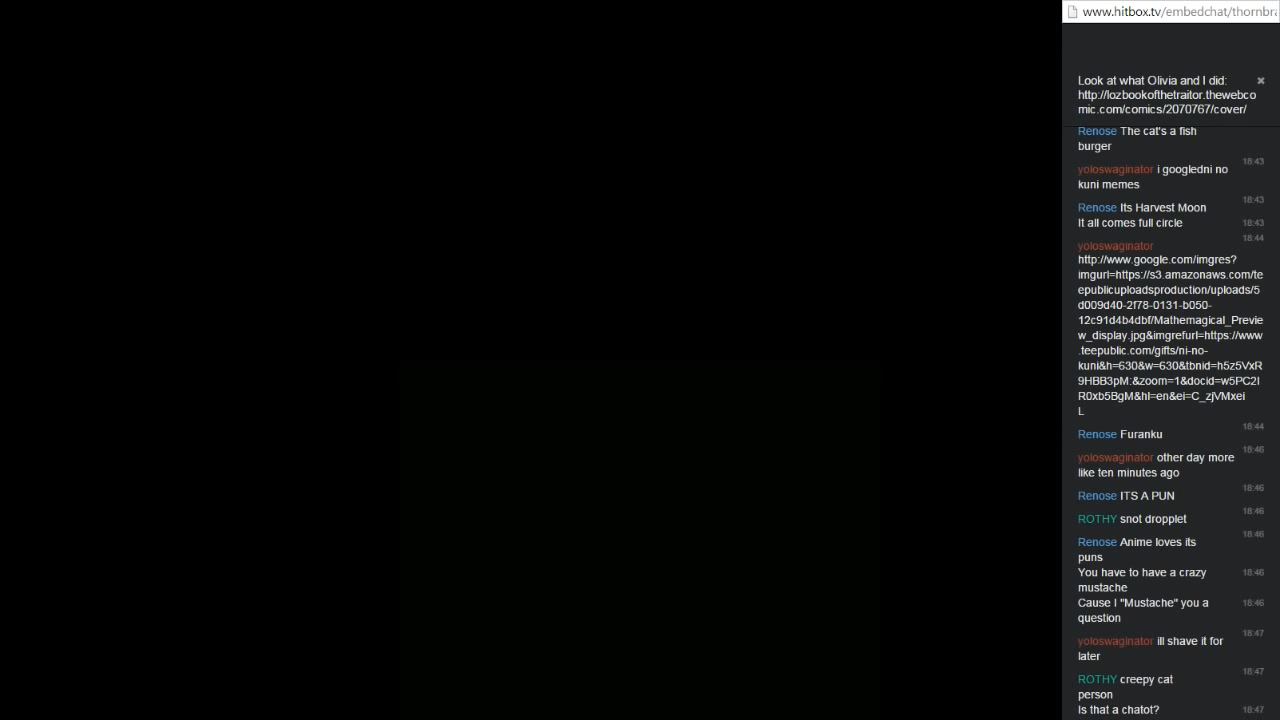 www.hitbox.tv/embedchat/thornbr
Look at what Olivia and I did:
http://lozbookofthetraitor.thewebco
mic.com/comics/2070767/cover/
Renose The cat's a fish
burger
18:43
yoloswaginator i googledni no
kuni memes
18:43
Renose Its Harvest Moon
It all comes full circle
18:43
18:44
yoloswaginator
http://www.google.com/imgres?
imgurl=https://s3.amazonaws.com/te
epublicuploadsproduction/uploads/5
d009d40-2f78-0131-b050-
12c91d4b4dbf/Mathemagical_Previe
w_display.jpg&imgrefurl=https://www
.teepublic.com/gifts/ni-no-
kuni&h=630&w=630&tbnid=h5z5VxR
9HBB3pM:&zoom=1&docid=w5PC2I
R0xb5BgM&hl=en&ei=C_zjVMxei
L
18:44
Renose Furanku
18:46
yoloswaginator other day more
like ten minutes ago
18:46
Renose ITS A PUN
18:46
ROTHY snot dropplet
18:46
Renose Anime loves its
puns
You have to have a crazy
18:46
mustache
Cause I "Mustache" you a
18:46
question
18:47
yoloswaginator ill shave it for
later
18:47
ROTHY creepy cat
person
Is that a chatot?
18:47